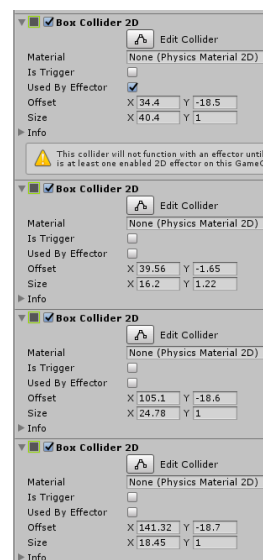 Box Collider 2D
Edit Collider
Material None (Physics Material 2D)
Is Trigger
Used By Effector
Offset X 34.4 Y -18.5
Size X 40.4 Y 1
Info
This collider will not function with an effector until
is at least one enabled 2D effector on this GameO
Box Collider 2D
Edit Collider
Material None (Physics Material 2D)
Is Trigger
Used By Effector
Offset X 39.56 Y -1.65
Size X 16.2 Y 1.22
Info
Box Collider 2D
Edit Collider
Material None (Physics Material 2D)
Is Trigger
Used By Effector
Offset X 105.1 Y -18.6
Size X 24.78 Y 1
Info
Box Collider 2D
Edit Collider
Material None (Physics Material 2D)
Is Trigger
Used By Effector
Offset X 141.32 Y -18.7
Size X 18.45 Y 1
Info